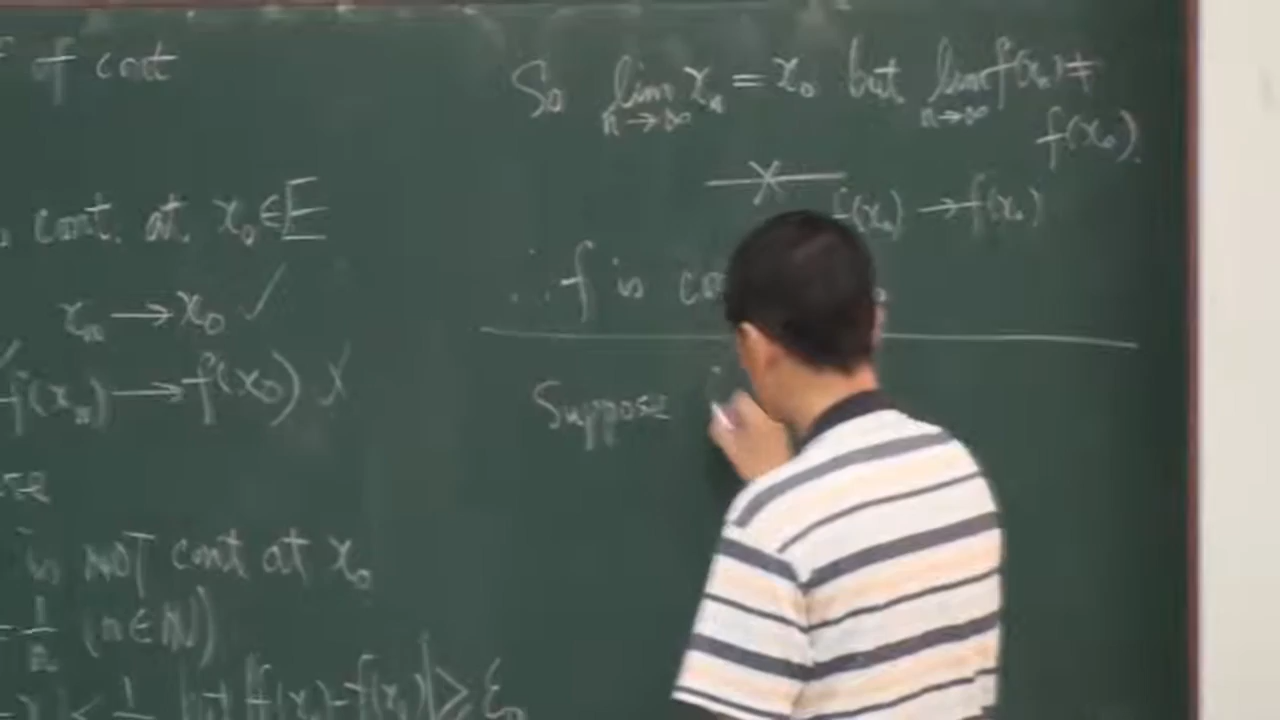 of cont
cont. at x₀∈E
xₙ → x₀ ✓
f(xₙ) → f(x₀) ✗
is NOT cont at x₀
1/n (n∈ℕ)
< 1/n but |f(xₙ)-f(x₀)| ≥ ε₀
So lim n→∞ xₙ = x₀ but lim n→∞ f(xₙ) ≠
f(x₀).
f(xₙ) → f(x₀)
∴ f is
Suppose